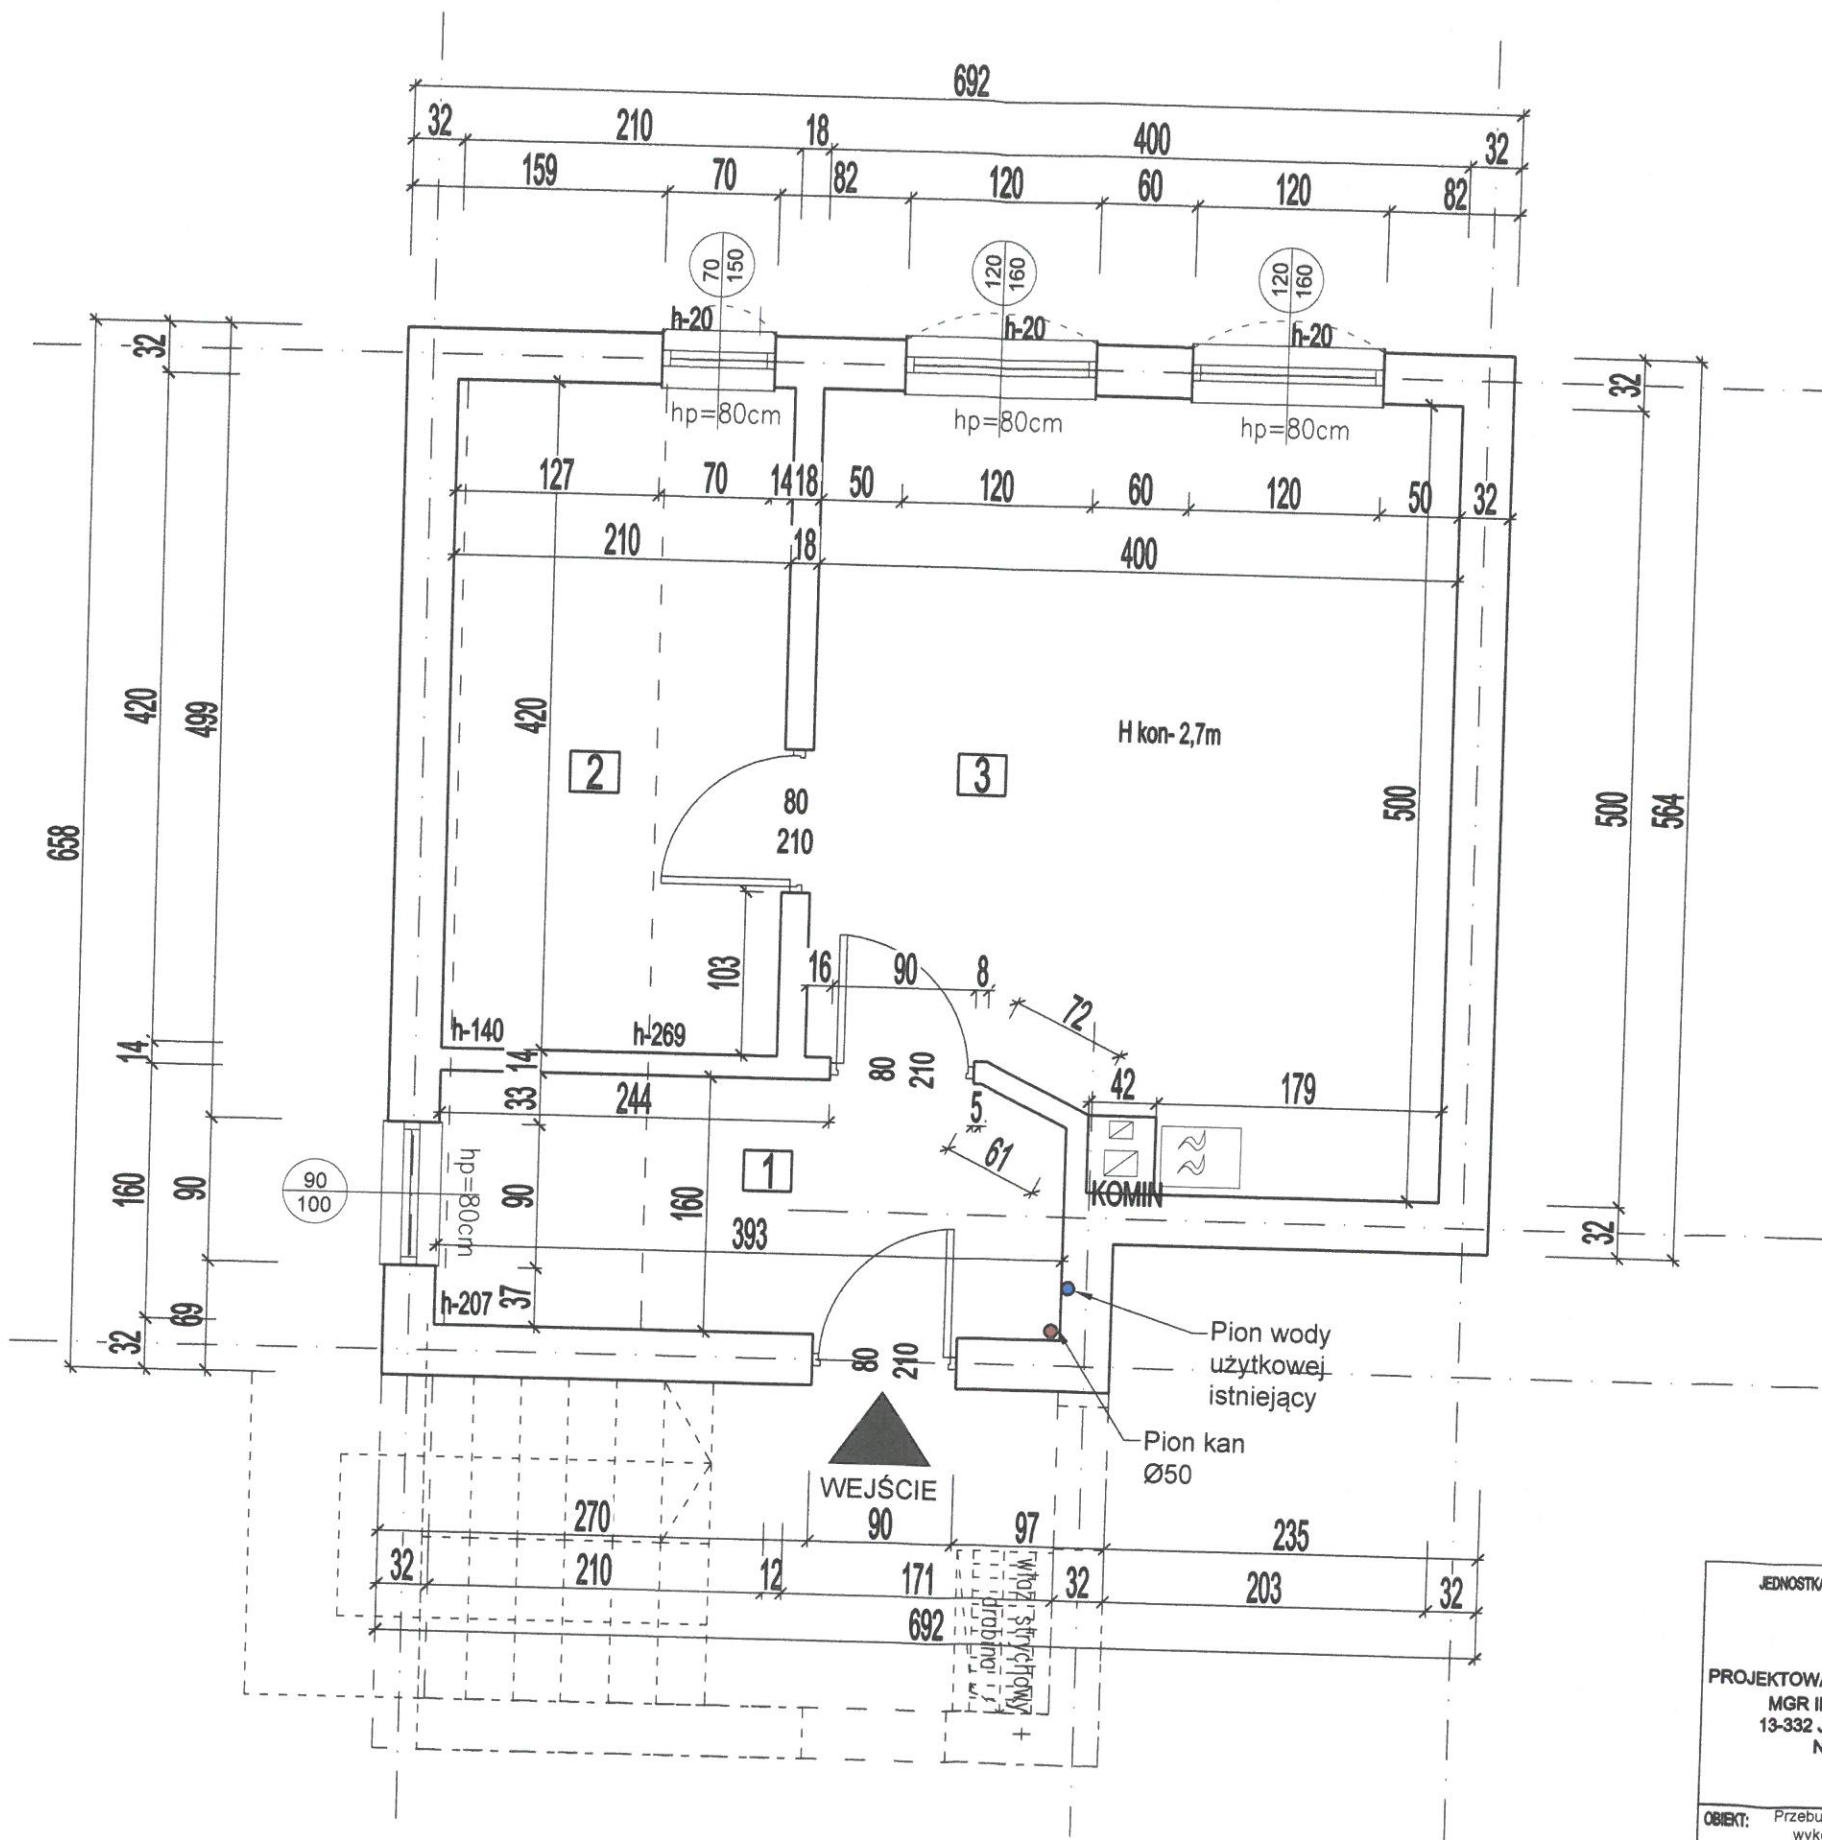 692
32 210 18 400 32
159 70 82 120 60 120 82
70 150
120 160
120 160
h-20
h-20
h-20
hp=80cm
hp=80cm
hp=80cm
127 70 14 18 50 120 60 120 50 32
210 18 400
32
420
499
658
14
160
90
69
32
32
500
564
32
420
2
80
210
3
H kon- 2,7m
500
103
16 90 8
72
h-140
h-269
14
33
244
80
210
42
179
5
61
90
100
hp=80cm
90
1
160
KOMIN
393
h-207
37
80
210
Pion wody
użytkowej
istniejący
Pion kan
Ø50
WEJŚCIE
270 90 97 235
32 210 12 171 32 203 32
692
właz strychowy
drabina
JEDNOSTKA
PROJEKTOWA
MGR
13-332 J
N
OBIEKT: Przebu
wyk